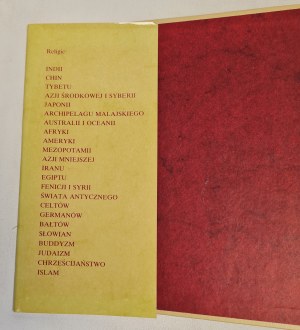 Religie:
INDII
CHIN
TYBETU
AZJI ŚRODKOWEJ I SYBERII
JAPONII
ARCHIPELAGU MALAJSKIEGO
AUSTRALII I OCEANII
AFRYKI
AMERYKI
MEZOPOTAMII
AZJI MNIEJSZEJ
IRANU
EGIPTU
FENICJI I SYRII
ŚWIATA ANTYCZNEGO
CELTÓW
GERMANÓW
BAŁTÓW
SŁOWIAN
BUDDYZM
JUDAIZM
CHRZEŚCIJAŃSTWO
ISLAM